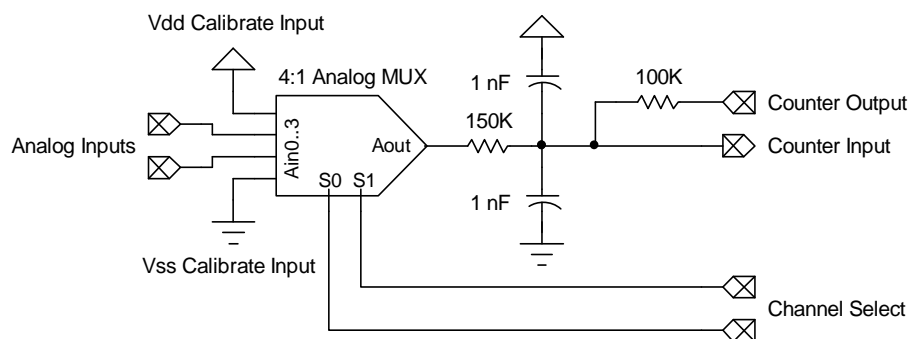 Vdd Calibrate Input
4:1 Analog MUX
1 nF
100K
Counter Output
150K
Analog Inputs
Ain0..3
Aout
Counter Input
S0
S1
1 nF
Vss Calibrate Input
Channel Select